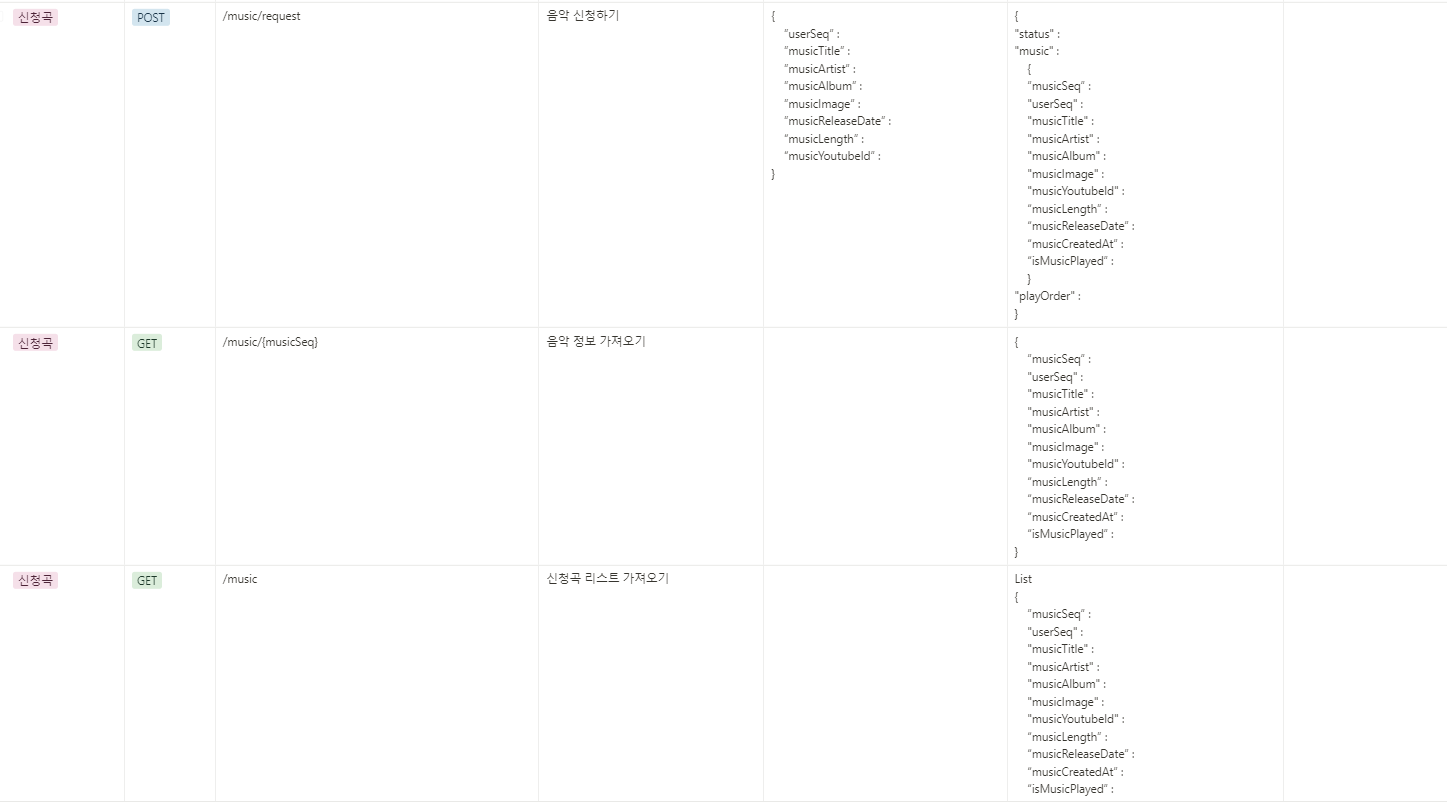 신청곡
POST
/music/request
음악 신청하기
{
"userSeq" :
"musicTitle" :
"musicArtist" :
"musicAlbum" :
"musicImage" :
"musicReleaseDate" :
"musicLength" :
"musicYoutubeId" :
}
{
"status" :
"music" :
{
"musicSeq" :
"userSeq" :
"musicTitle" :
"musicArtist" :
"musicAlbum" :
"musicImage" :
"musicYoutubeId" :
"musicLength" :
"musicReleaseDate" :
"musicCreatedAt" :
"isMusicPlayed" :
}
"playOrder" :
}
신청곡
GET
/music/{musicSeq}
음악 정보 가져오기
{
"musicSeq" :
"userSeq" :
"musicTitle" :
"musicArtist" :
"musicAlbum" :
"musicImage" :
"musicYoutubeId" :
"musicLength" :
"musicReleaseDate" :
"musicCreatedAt" :
"isMusicPlayed" :
}
신청곡
GET
/music
신청곡 리스트 가져오기
List
{
"musicSeq" :
"userSeq" :
"musicTitle" :
"musicArtist" :
"musicAlbum" :
"musicImage" :
"musicYoutubeId" :
"musicLength" :
"musicReleaseDate" :
"musicCreatedAt" :
"isMusicPlayed" :